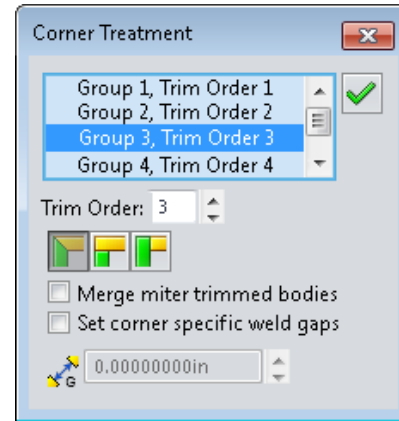 Corner Treatment
Group 1, Trim Order 1
Group 2, Trim Order 2
Group 3, Trim Order 3
Group 4, Trim Order 4
Trim Order: 3
Merge miter trimmed bodies
Set corner specific weld gaps
G 0.00000000in